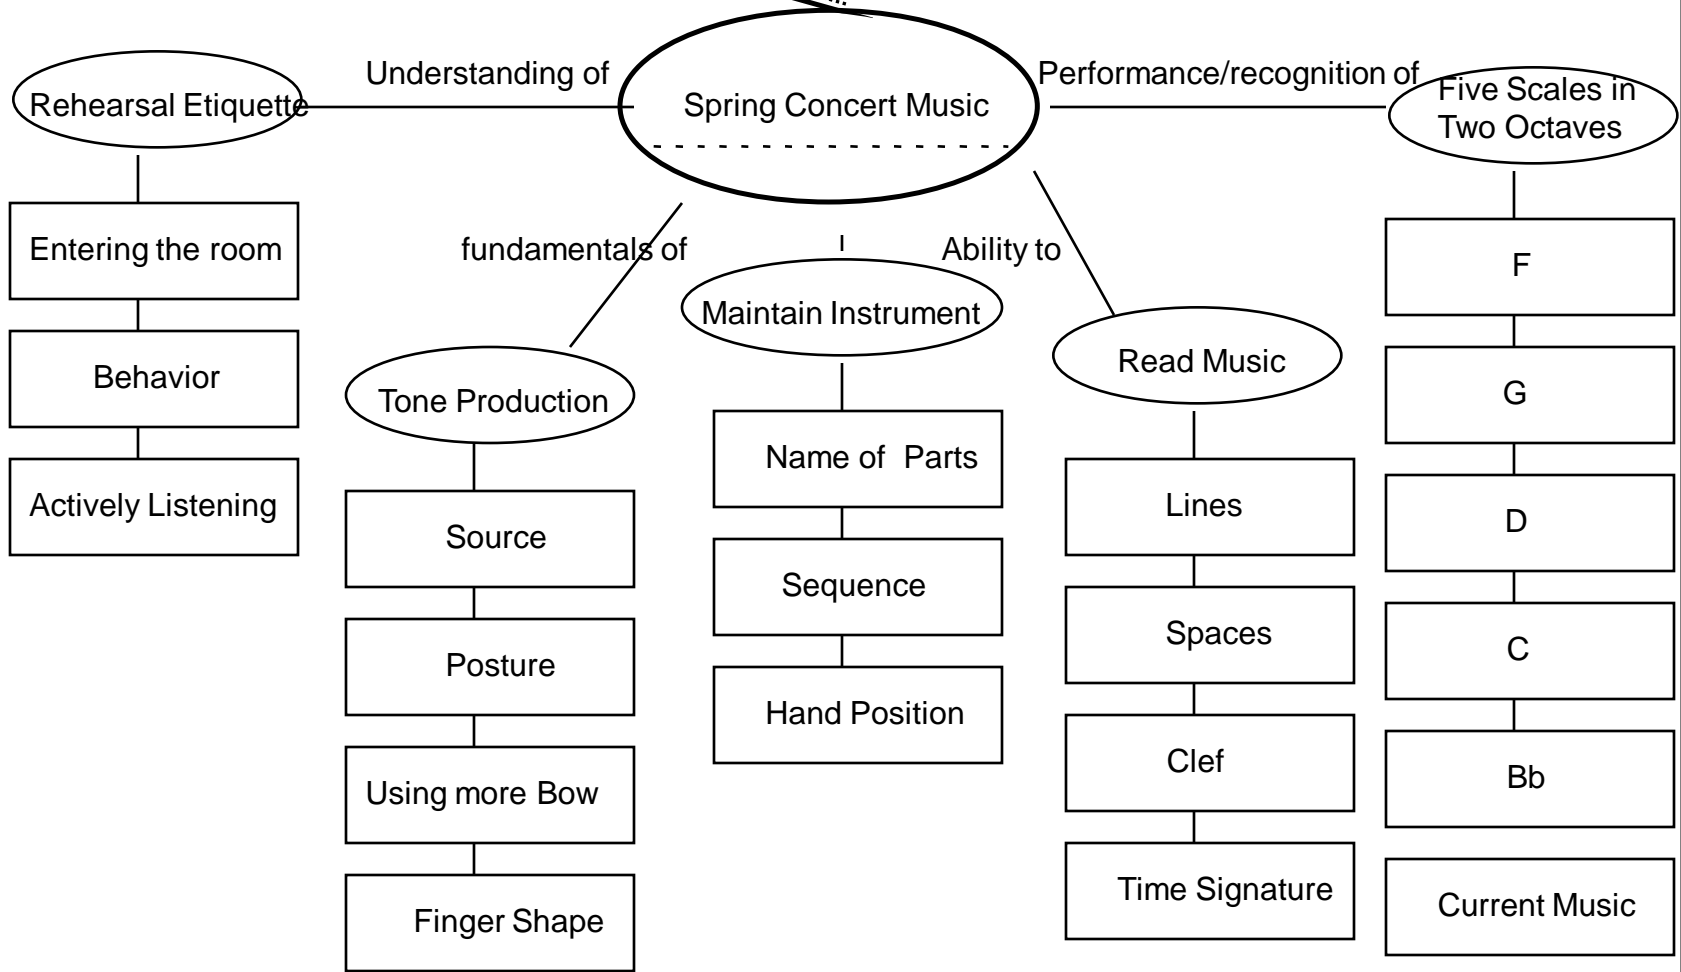 Understanding of
Spring Concert Music
Performance/recognition of
Rehearsal Etiquette
Five Scales in
Two Octaves
Entering the room
Behavior
Actively Listening
fundamentals of
Tone Production
Source
Posture
Using more Bow
Finger Shape
Maintain Instrument
Name of Parts
Sequence
Hand Position
Ability to
Read Music
Lines
Spaces
Clef
Time Signature
F
G
D
C
Bb
Current Music